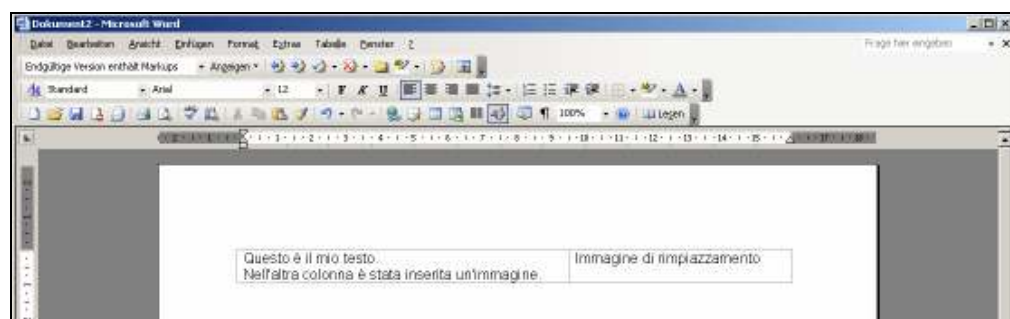 Dokument2 - Microsoft Word
Datei Bearbeiten Ansicht Einfügen Format Extras Tabelle Fenster ?
Frage hier eingeben
Endgültige Version enthält Markups Anzeigen
Standard Arial 12 F K U
100% Lesen
Questo è il mio testo.
Nell'altra colonna è stata inserita un'immagine.
Immagine di rimpiazzamento